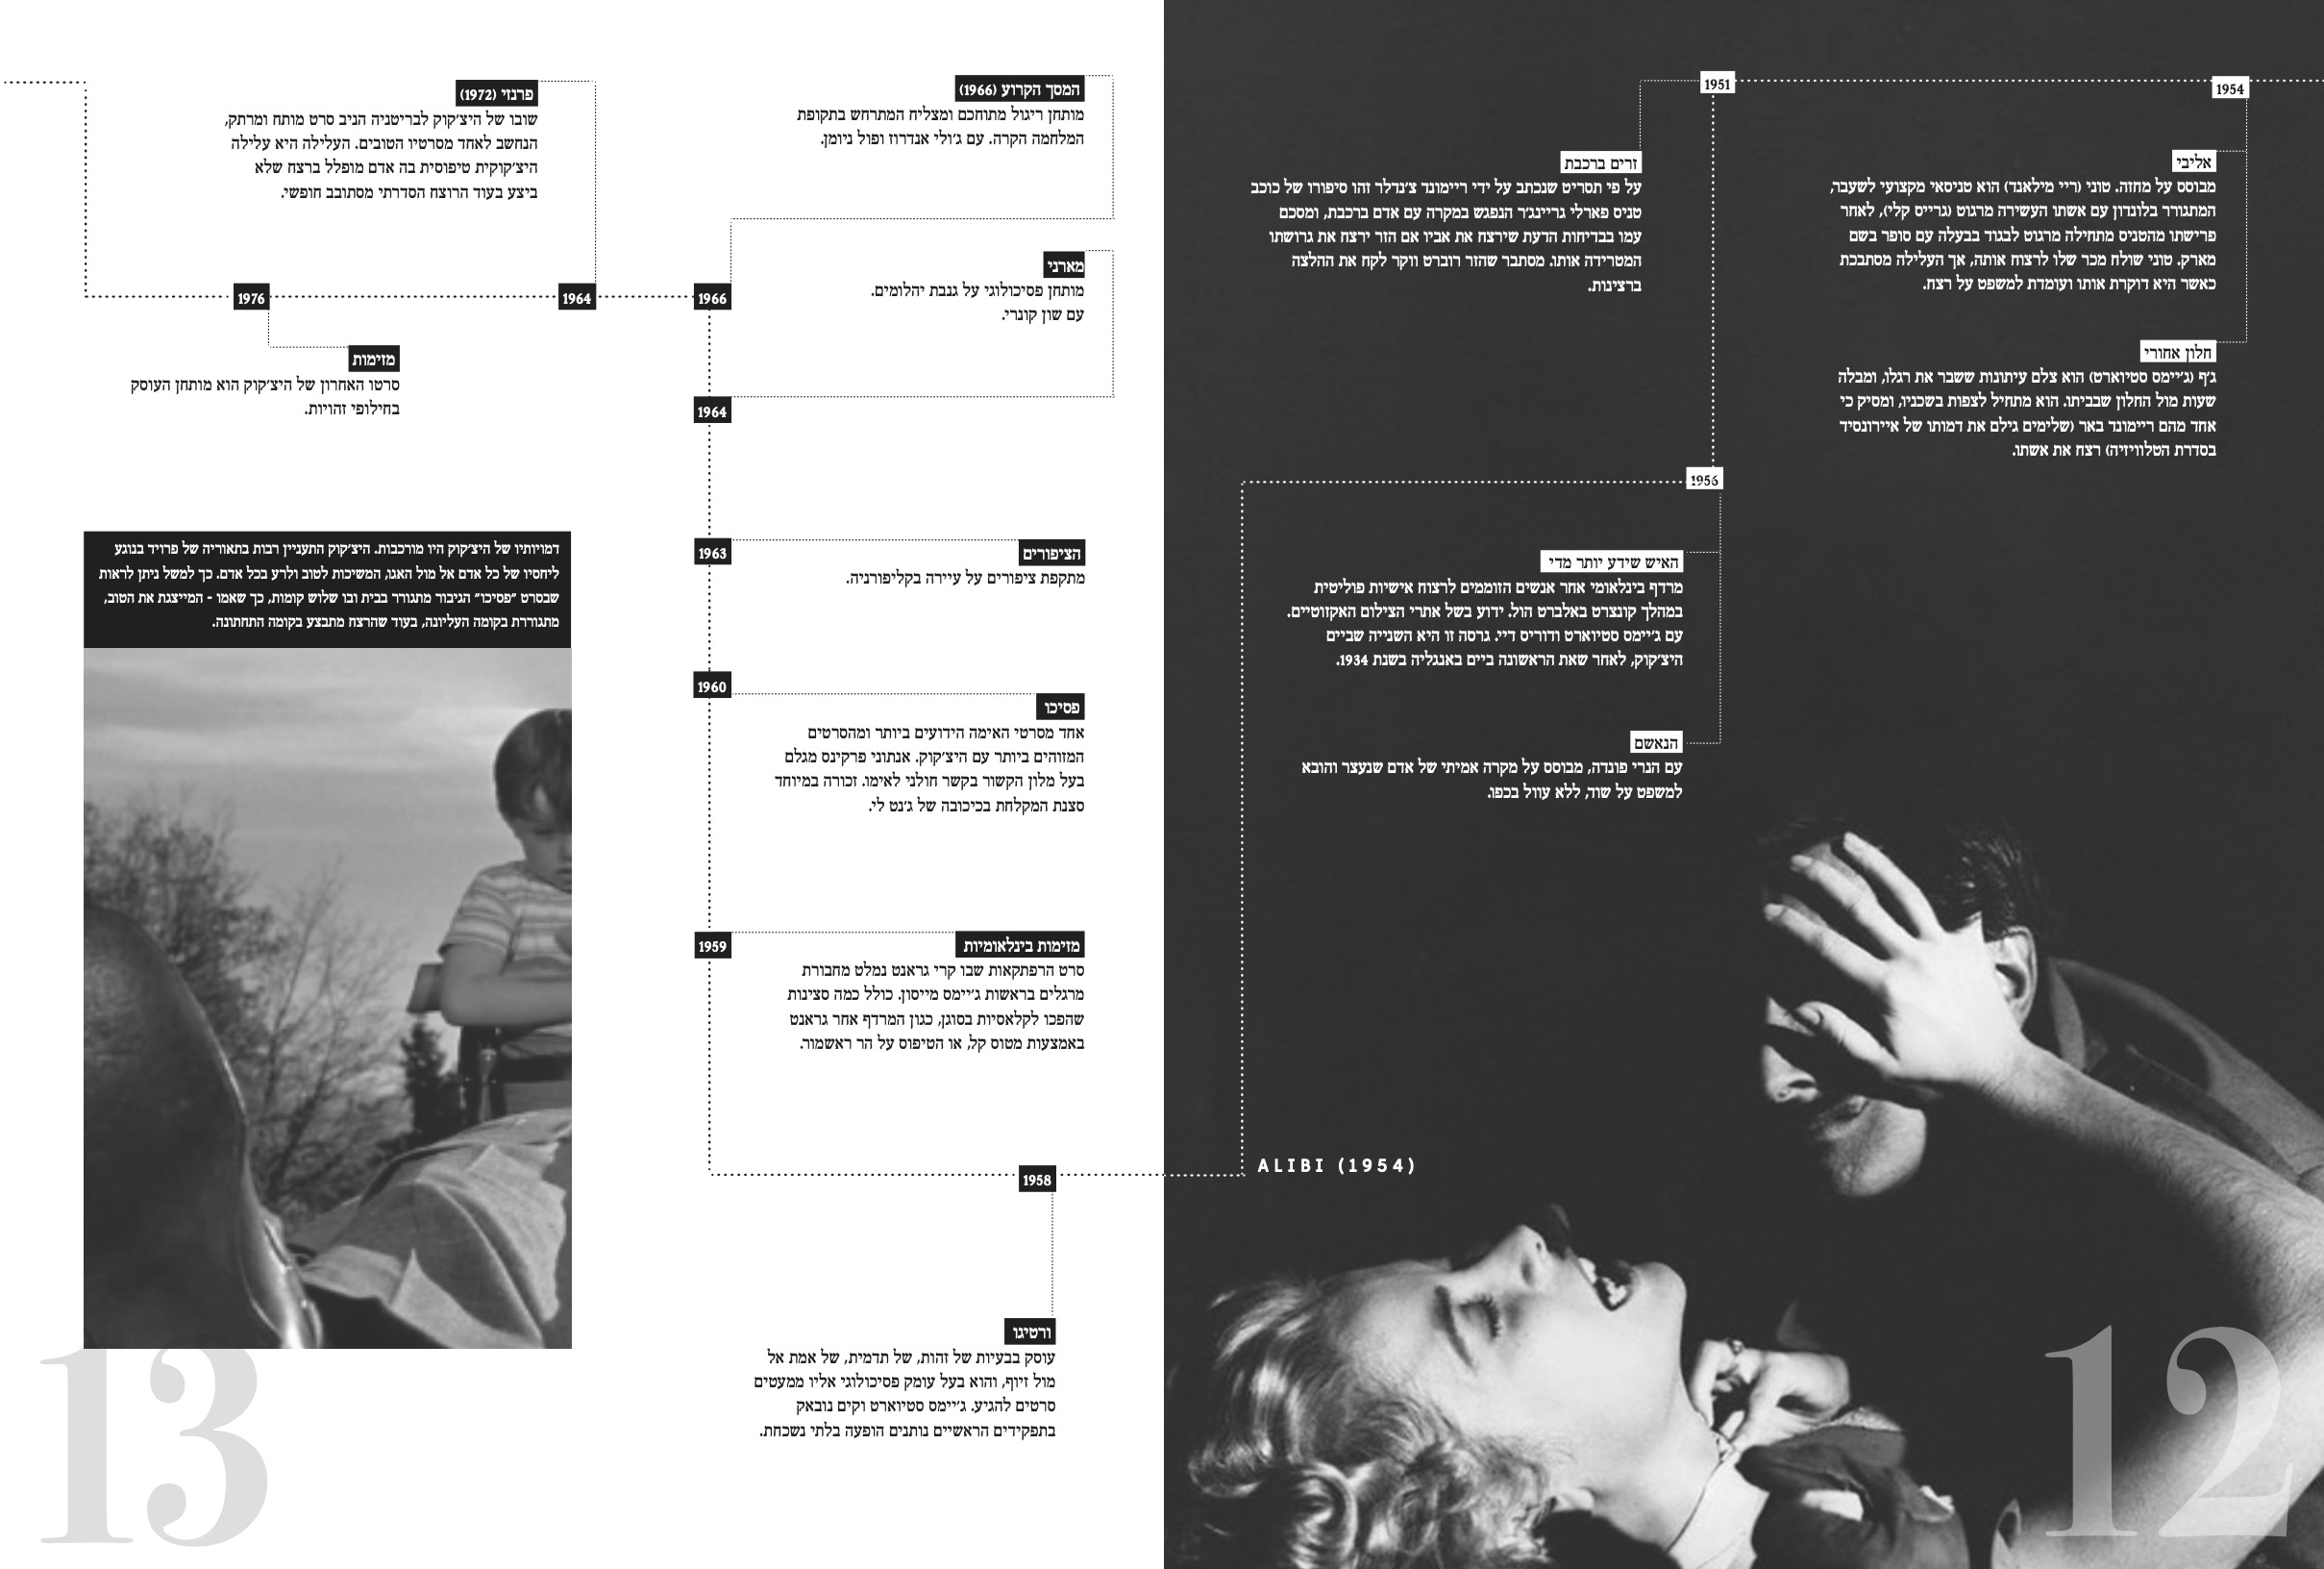 1954
אליבי
מבוסס על מחזה. טוני (ריי מילאנד) הוא טניסאי מקצועי לשעבר,
המתגורר בלונדון עם אשתו העשירה מרגוט (גרייס קלי), לאחר
פרישתו מהטניס מתחילה מרגוט לבגוד בבעלה עם סופר בשם
מארק. טוני שולח מכר שלו לרצוח אותה, אך העלילה מסתבכת
כאשר היא דוקרת אותו ועומדת למשפט על רצח.
חלון אחורי
ג׳ף (ג׳יימס סטיוארט) הוא צלם עיתונות ששבר את רגלו, ומבלה
שעות מול החלון שבביתו. הוא מתחיל לצפות בשכניו, ומסיק כי
אחד מהם ריימונד באר (שלימים גילם את דמותו של איירונסיד
בסדרת הטלוויזיה) רצח את אשתו.
1951
זרים ברכבת
על פי תסריט שנכתב על ידי ריימונד צ׳נדלר זהו סיפורו של כוכב
טניס פארלי גריינג׳ר הנפגש במקרה עם אדם ברכבת, ומסכם
עמו בבדיחות הדעת שירצח את אביו אם הזר ירצח את גרושתו
המטרידה אותו. מסתבר שהזר רוברט ווקר לקח את ההלצה
ברצינות.
1956
האיש שידע יותר מדי
מרדף בינלאומי אחר אנשים הזוממים לרצוח אישיות פוליטית
במהלך קונצרט באלברט הול. ידוע בשל אתרי הצילום האקזוטיים.
עם ג׳יימס סטיוארט ודוריס דיי. גרסה זו היא השנייה שביים
היצ׳קוק, לאחר שאת הראשונה ביים באנגליה בשנת 1934.
הנאשם
עם הנרי פונדה, מבוסס על מקרה אמיתי של אדם שנעצר והובא
למשפט על שוד, ללא עוול בכפו.
ALIBI (1954)
12
המסך הקרוע (1966)
מותחן ריגול מתוחכם ומצליח המתרחש בתקופת
המלחמה הקרה. עם ג׳ולי אנדרוז ופול ניומן.
מארני
מותחן פסיכולוגי על גנבת יהלומים.
עם שון קונרי.
1966
1964
1963
הציפורים
מתקפת ציפורים על עיירה בקליפורניה.
1960
פסיכו
אחד מסרטי האימה הידועים ביותר ומהסרטים
המזוהים ביותר עם היצ׳קוק. אנתוני פרקינס מגלם
בעל מלון הקשור בקשר חולני לאימו. זכורה במיוחד
סצנת המקלחת בכיכובה של ג׳נט לי.
1959
מזימות בינלאומיות
סרט הרפתקאות שבו קרי גראנט נמלט מחבורת
מרגלים בראשות ג׳יימס מייסון. כולל כמה סצינות
שהפכו לקלאסיות בסוגן, כגון המרדף אחר גראנט
באמצעות מטוס קל, או הטיפוס על הר ראשמור.
1958
ורטיגו
עוסק בבעיות של זהות, של תדמית, של אמת אל
מול זיוף, והוא בעל עומק פסיכולוגי אליו ממעטים
סרטים להגיע. ג׳יימס סטיוארט וקים נובאק
בתפקידים הראשיים נותנים הופעה בלתי נשכחת.
פרנזי (1972)
שובו של היצ׳קוק לבריטניה הניב סרט מותח ומרתק,
הנחשב לאחד מסרטיו הטובים. העלילה היא עלילה
היצ׳קוקית טיפוסית בה אדם מופלל ברצח שלא
ביצע בעוד הרוצח הסדרתי מסתובב חופשי.
1964
1976
מזימות
סרטו האחרון של היצ׳קוק הוא מותחן העוסק
בחילופי זהויות.
דמויותיו של היצ׳קוק היו מורכבות. היצ׳קוק התעניין רבות בתאוריה של פרויד בנוגע
ליחסיו של כל אדם אל מול האגו, המשיכות לטוב ולרע בכל אדם. כך למשל ניתן לראות
שבסרט ״פסיכו״ הגיבור מתגורר בבית ובו שלוש קומות, כך שאמו - המייצגת את הטוב,
מתגוררת בקומה העליונה, בעוד שהרצח מתבצע בקומה התחתונה.
13